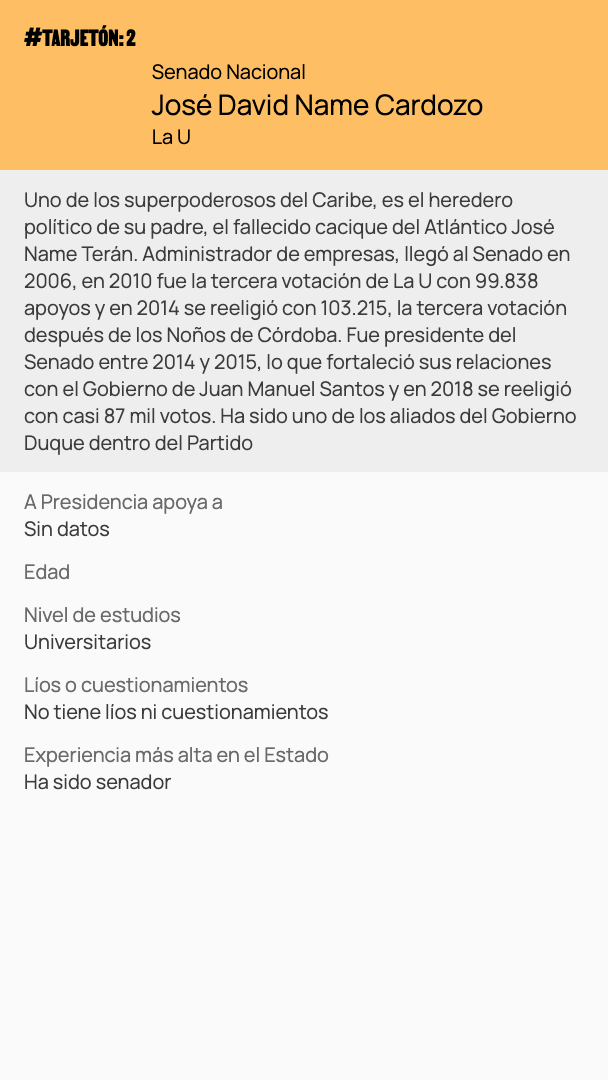 #TARJETÓN: 2
Senado Nacional
José David Name Cardozo
La U
Uno de los superpoderosos del Caribe, es el heredero
político de su padre, el fallecido cacique del Atlántico José
Name Terán. Administrador de empresas, llegó al Senado en
2006, en 2010 fue la tercera votación de La U con 99.838
apoyos y en 2014 se reeligió con 103.215, la tercera votación
después de los Noños de Córdoba. Fue presidente del
Senado entre 2014 y 2015, lo que fortaleció sus relaciones
con el Gobierno de Juan Manuel Santos y en 2018 se reeligió
con casi 87 mil votos. Ha sido uno de los aliados del Gobierno
Duque dentro del Partido
A Presidencia apoya a
Sin datos
Edad
Nivel de estudios
Universitarios
Líos o cuestionamientos
No tiene líos ni cuestionamientos
Experiencia más alta en el Estado
Ha sido senador